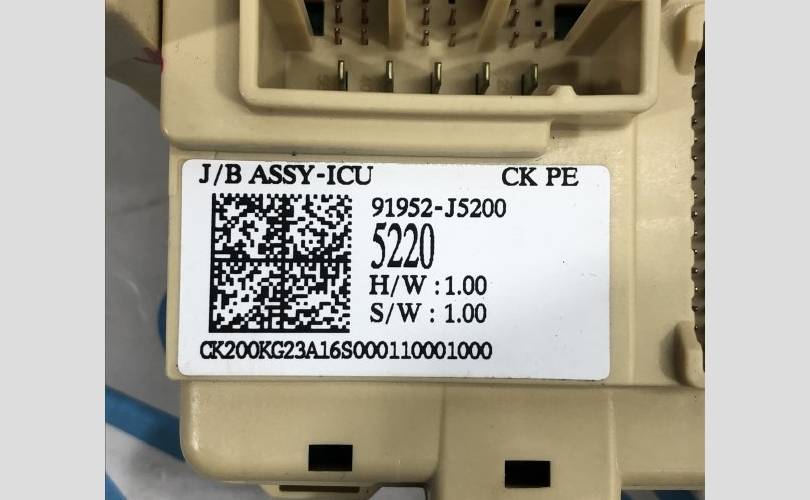 J/B ASSY-ICU CK PE
91952-J5200
5220
H/W : 1.00
S/W : 1.00
CK200KG23A16S000110001000